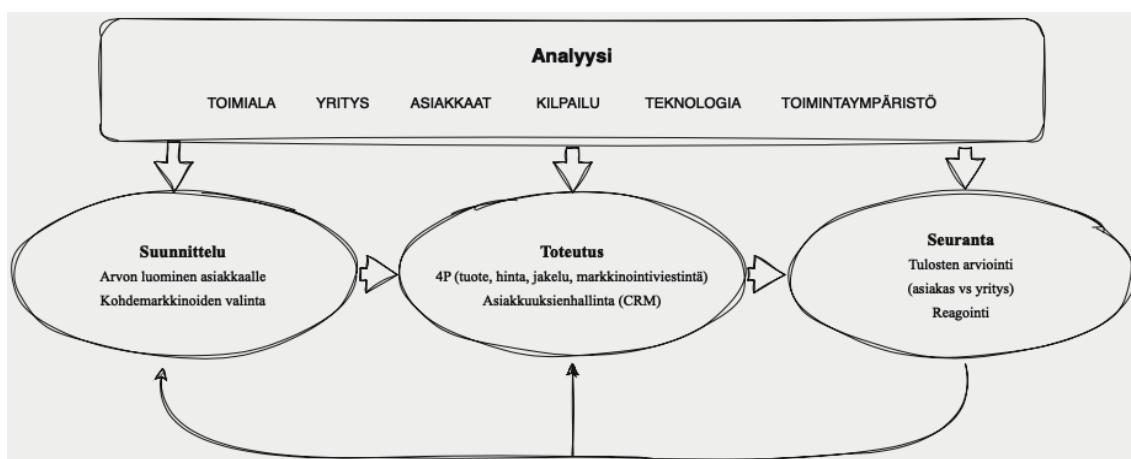 Analyysi
TOIMIALA YRITYS ASIAKKAAT KILPAILU TEKNOLOGIA TOIMINTAYMPÄRISTÖ
Suunnittelu
Arvon luominen asiakkaalle
Kohdemarkkinoiden valinta
Toteutus
4P (tuote, hinta, jakelu, markkinointiviestintä)
Asiakkuuksienhallinta (CRM)
Seuranta
Tulosten arviointi
(asiakas vs yritys)
Reagointi